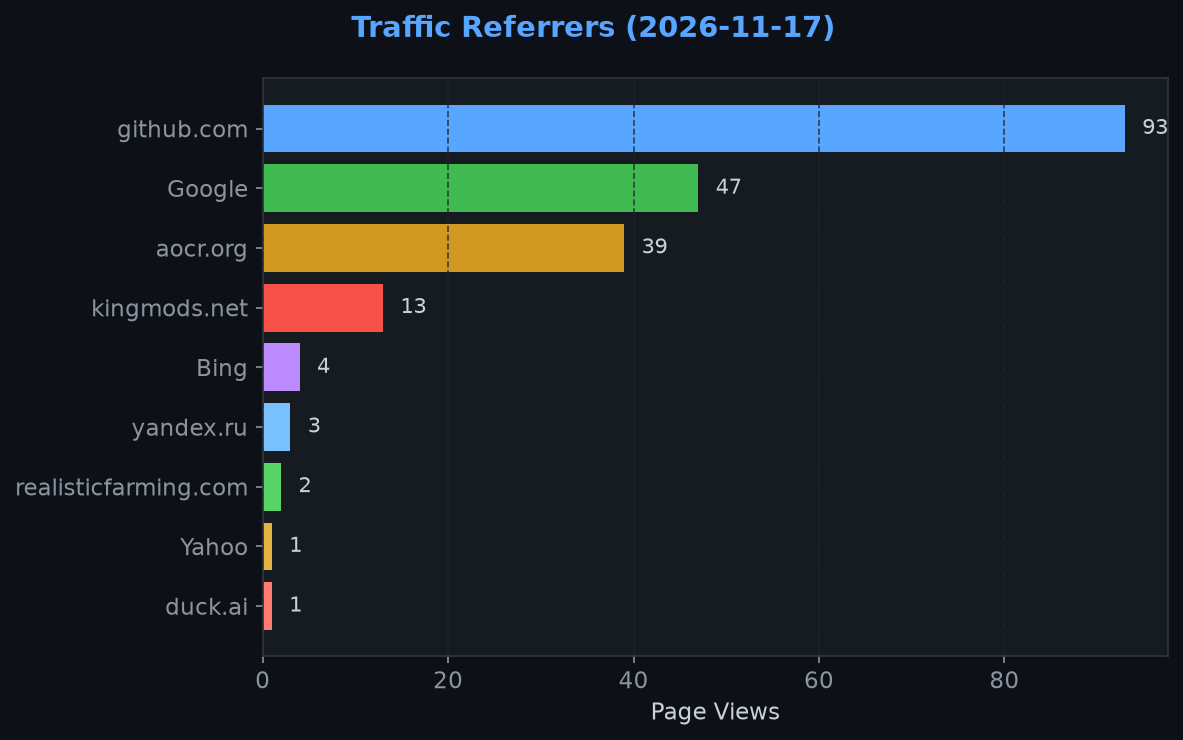 Traffic Referrers (2026-11-17)
github.com 93
Google 47
aocr.org 39
kingmods.net 13
Bing 4
yandex.ru 3
realisticfarming.com 2
Yahoo 1
duck.ai 1
0 20 40 60 80
Page Views